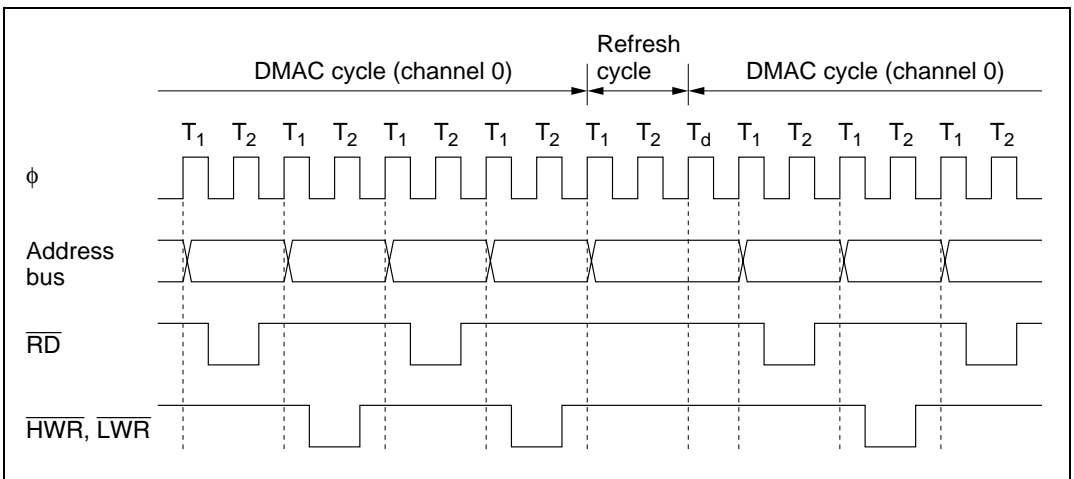 Refresh
DMAC cycle (channel 0) cycle DMAC cycle (channel 0)
T1 T2 T1 T2 T1 T2 T1 T2 T1 T2 Td T1 T2 T1 T2 T1 T2
φ
Address
bus
RD
HWR, LWR